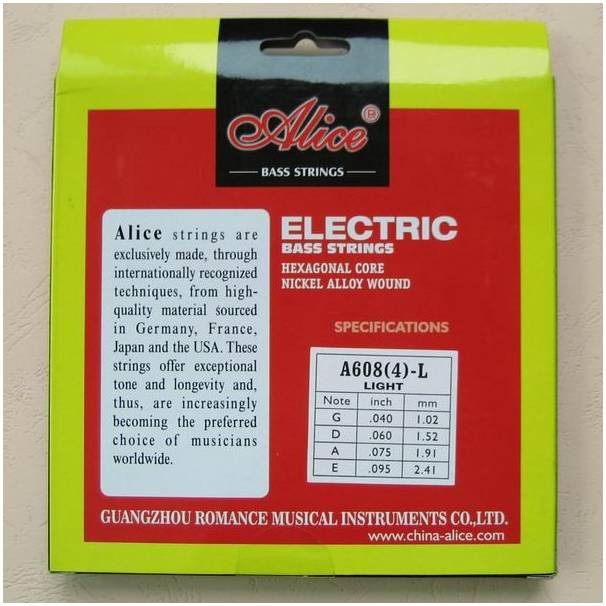 Alice®
BASS STRINGS
Alice strings are
exclusively made, through
internationally recognized
techniques, from high-
quality material sourced
in Germany, France,
Japan and the USA. These
strings offer exceptional
tone and longevity and,
thus, are increasingly
becoming the preferred
choice of musicians
worldwide.
ELECTRIC
BASS STRINGS
HEXAGONAL CORE
NICKEL ALLOY WOUND
SPECIFICATIONS
A608(4)-L
LIGHT
Note inch mm
G .040 1.02
D .060 1.52
A .075 1.91
E .095 2.41
GUANGZHOU ROMANCE MUSICAL INSTRUMENTS CO.,LTD.
www.china-alice.com